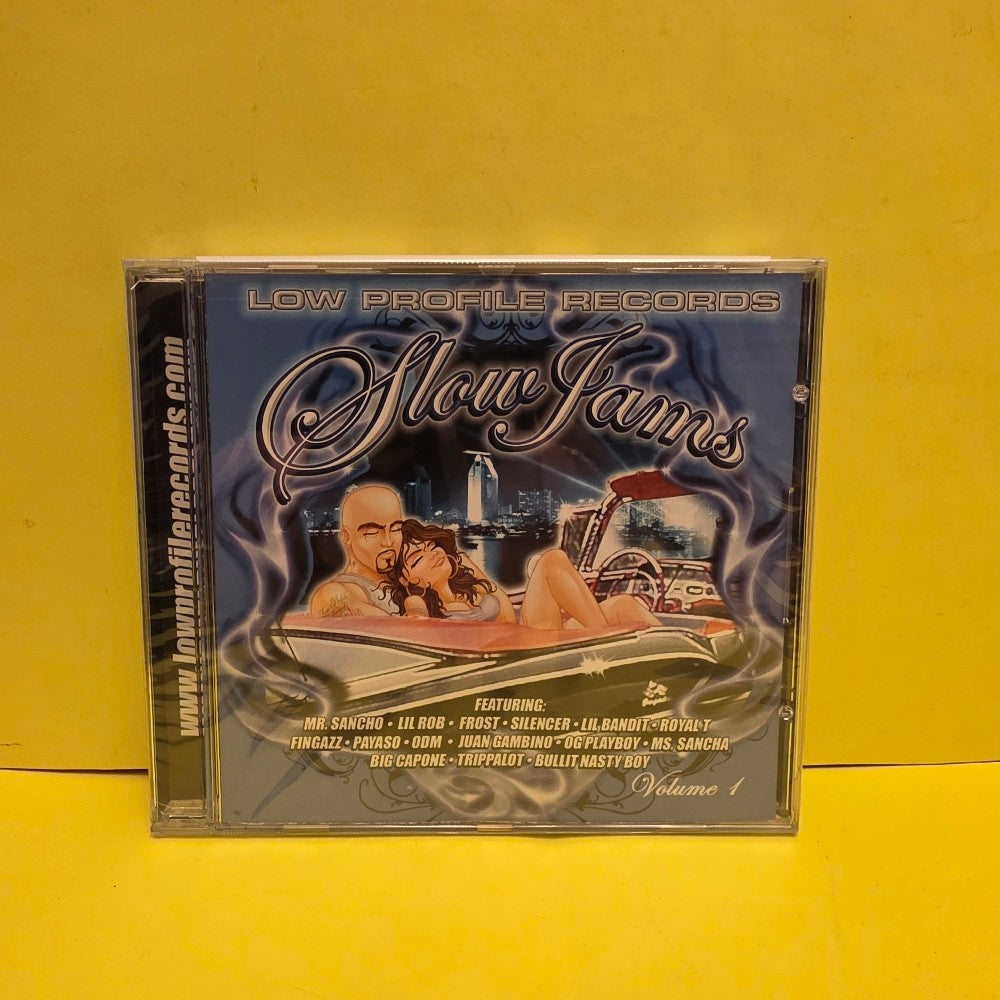 LOW PROFILE RECORDS
Slow Jams
www.lowprofilerecords.com
FEATURING:
MR. SANCHO • LIL ROB • FROST • SILENCER • LIL BANDIT • ROYAL T
FINGAZZ • PAYASO • ODM • JUAN GAMBINO • OG PLAYBOY • MS. SANCHA
BIG CAPONE • TRIPPALOT • BULLIT NASTY BOY
Volume 1